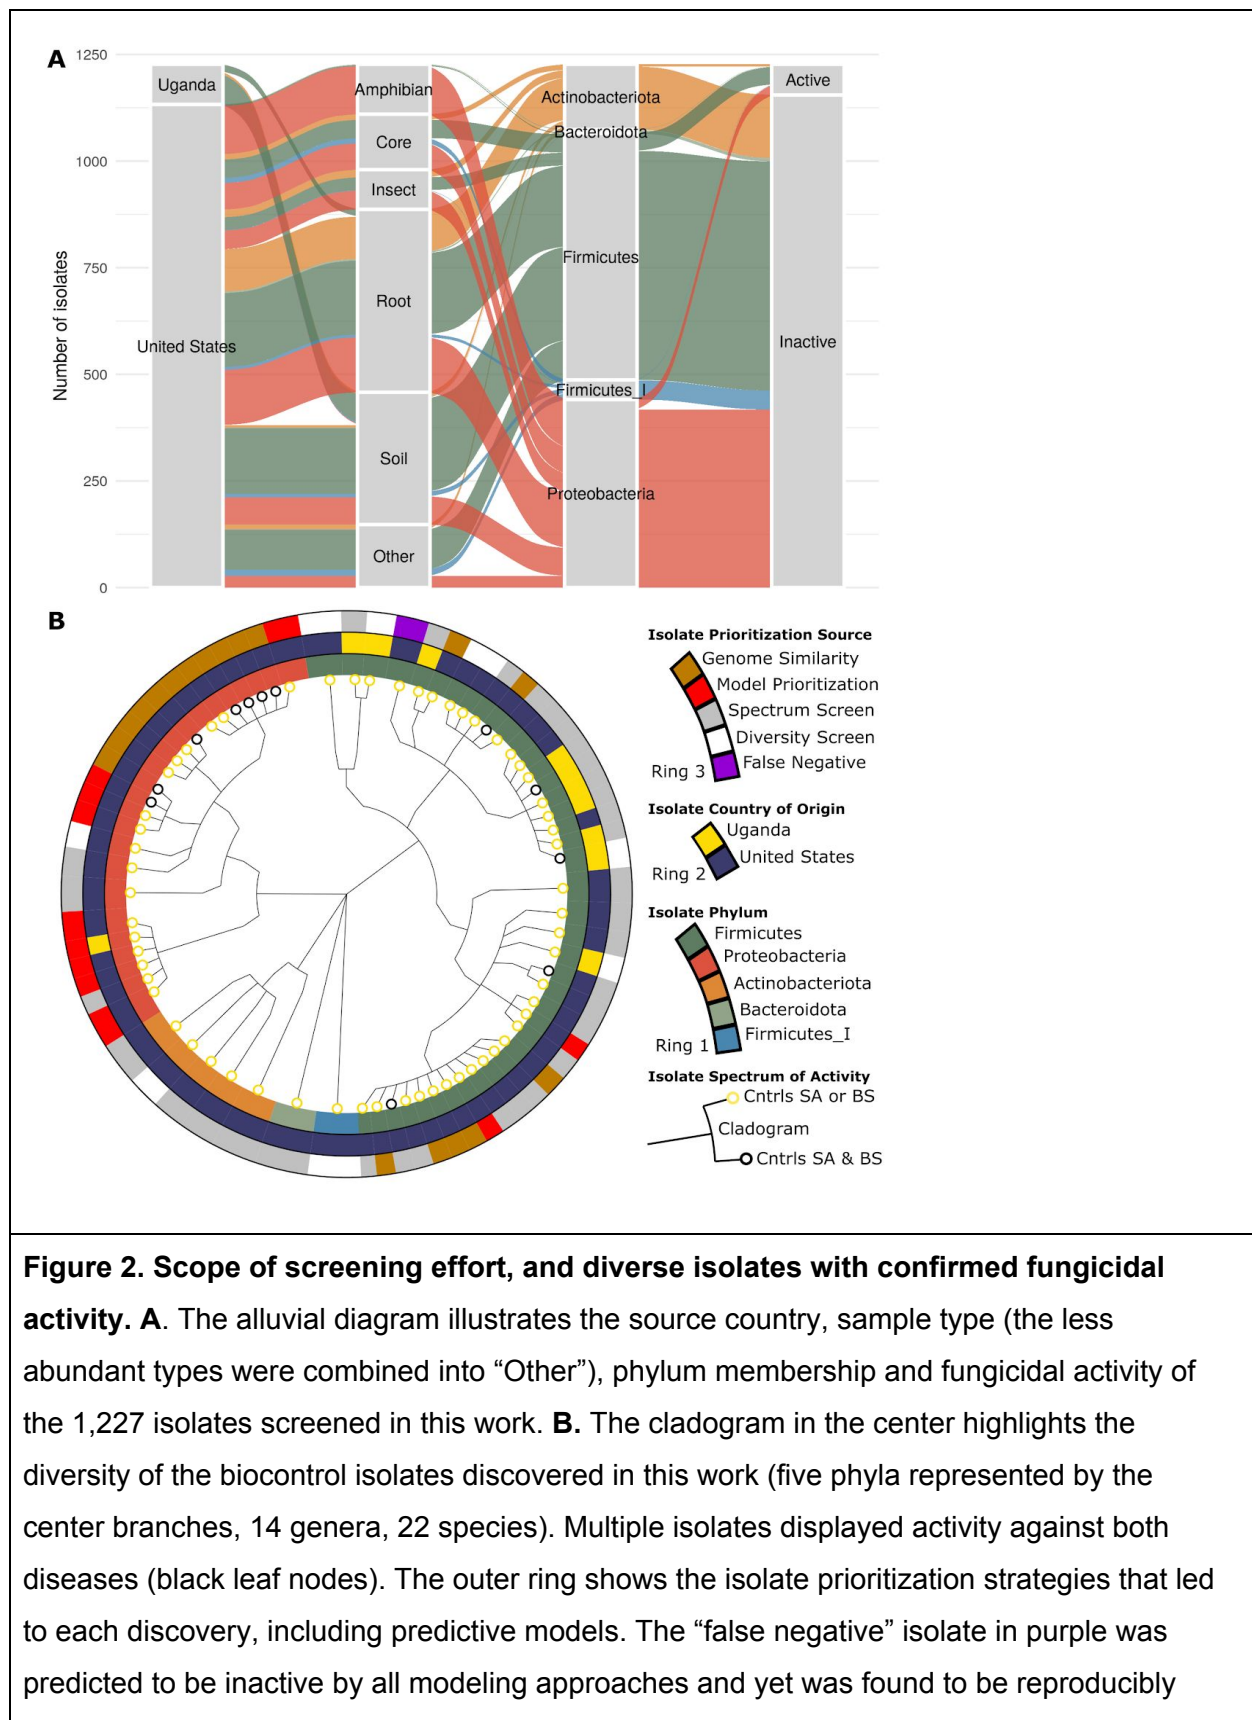 A
1250
1000
750
500
250
0
Number of isolates
Uganda
United States
Amphibian
Core
Insect
Root
Soil
Other
Actinobacteriota
Bacteroidota
Firmicutes
Firmicutes_I
Proteobacteria
Active
Inactive
B
Isolate Prioritization Source
Genome Similarity
Model Prioritization
Spectrum Screen
Diversity Screen
False Negative
Ring 3
Isolate Country of Origin
Uganda
United States
Ring 2
Isolate Phylum
Firmicutes
Proteobacteria
Actinobacteriota
Bacteroidota
Firmicutes_I
Ring 1
Isolate Spectrum of Activity
Cntrls SA or BS
Cladogram
Cntrls SA & BS
Figure 2. Scope of screening effort, and diverse isolates with confirmed fungicidal
activity. A. The alluvial diagram illustrates the source country, sample type (the less
abundant types were combined into “Other”), phylum membership and fungicidal activity of
the 1,227 isolates screened in this work. B. The cladogram in the center highlights the
diversity of the biocontrol isolates discovered in this work (five phyla represented by the
center branches, 14 genera, 22 species). Multiple isolates displayed activity against both
diseases (black leaf nodes). The outer ring shows the isolate prioritization strategies that led
to each discovery, including predictive models. The “false negative” isolate in purple was
predicted to be inactive by all modeling approaches and yet was found to be reproducibly